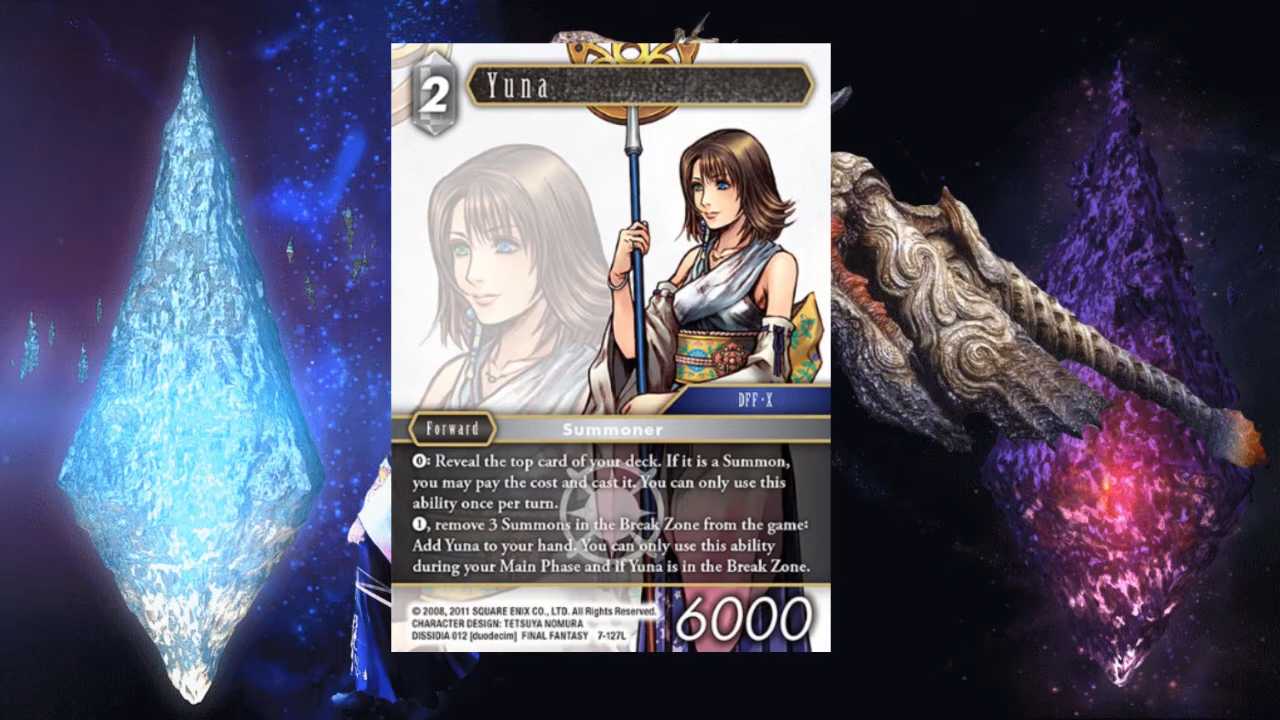 2
Yuna
DFF·X
Forward
Summoner
0: Reveal the top card of your deck. If it is a Summon,
you may pay the cost and cast it. You can only use this
ability once per turn.
1, remove 3 Summons in the Break Zone from the game:
Add Yuna to your hand. You can only use this ability
during your Main Phase and if Yuna is in the Break Zone.
© 2008, 2011 SQUARE ENIX CO., LTD. All Rights Reserved.
CHARACTER DESIGN: TETSUYA NOMURA
DISSIDIA 012 [duodecim] FINAL FANTASY 7-127L
6000